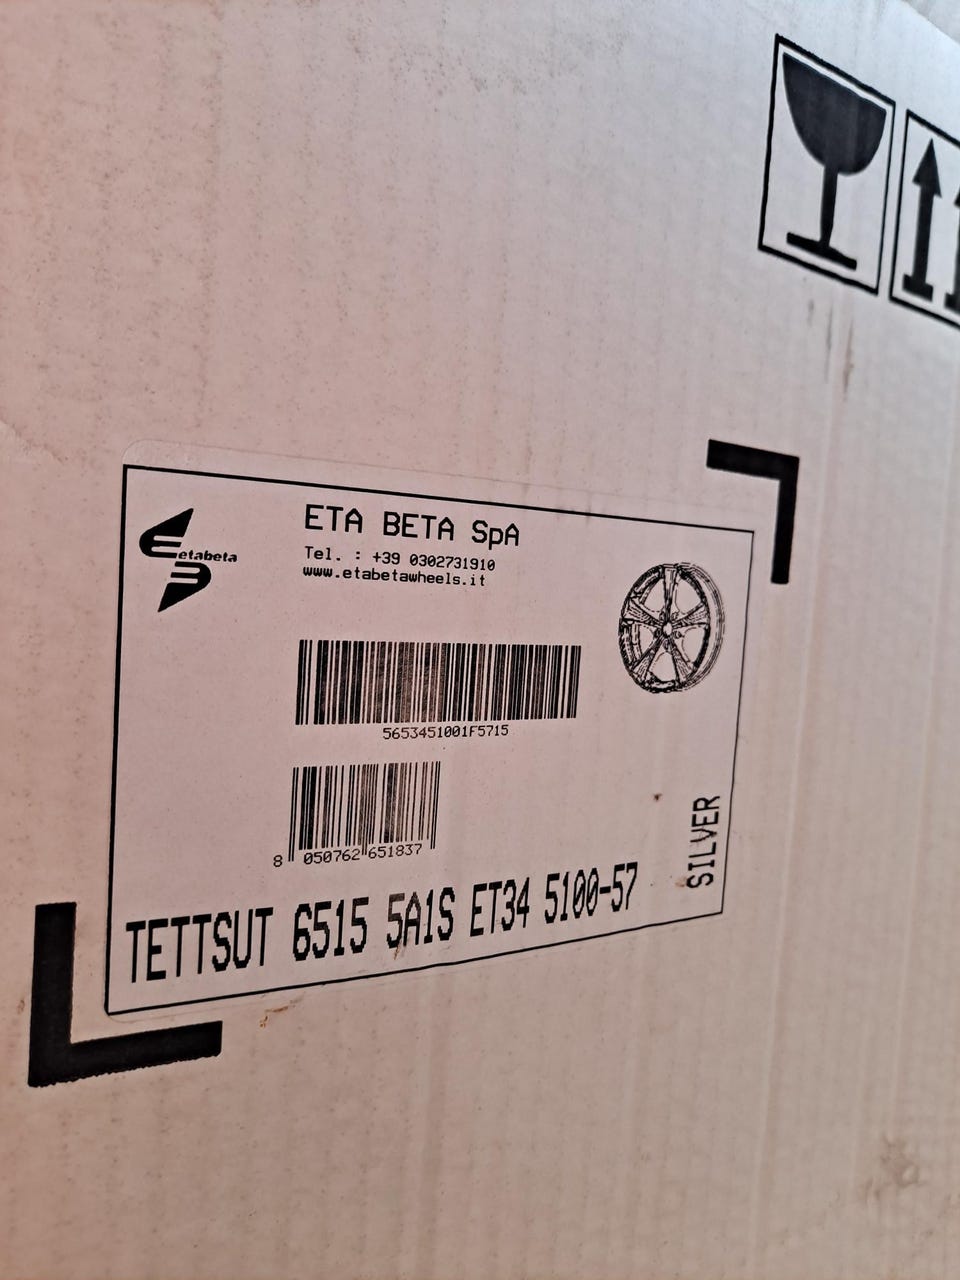 etabeta
ETA BETA SpA
Tel. : +39 0302731910
www.etabetawheels.it
5653451001F5715
8 050762 651837
SILVER
TETTSUT 6515 5A1S ET34 5100-57